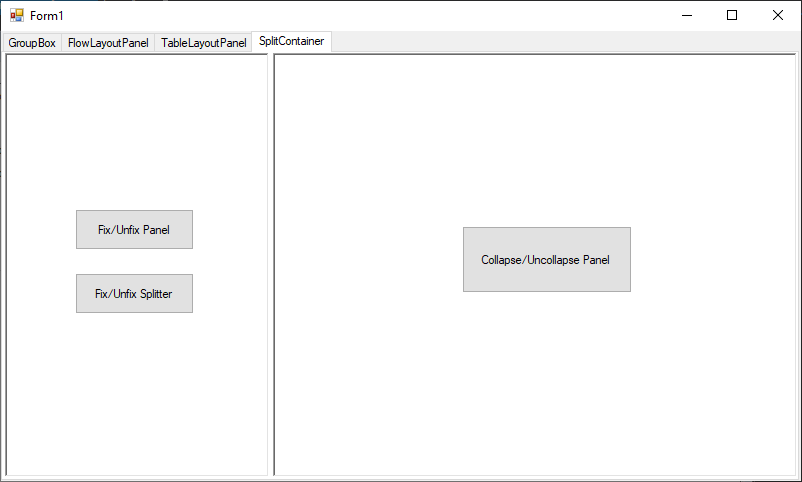 Form1
GroupBox FlowLayoutPanel TableLayoutPanel SplitContainer
Fix/Unfix Panel
Fix/Unfix Splitter
Collapse/Uncollapse Panel